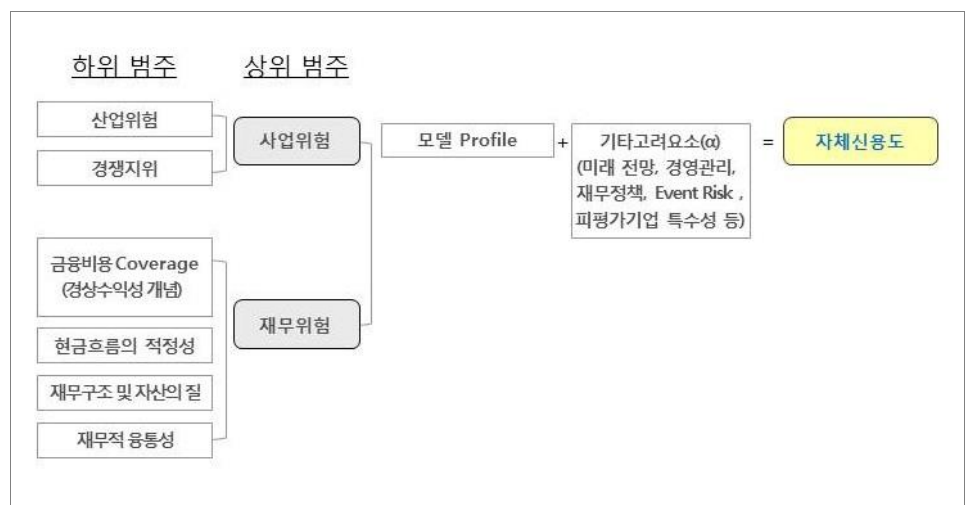 하위 범주
상위 범주
산업위험
경쟁지위
사업위험
모델 Profile
+
기타고려요소(α)
(미래 전망, 경영관리,
재무정책, Event Risk ,
피평가기업 특수성 등)
=
자체신용도
금융비용 Coverage
(경상수익성 개념)
현금흐름의 적정성
재무구조 및 자산의 질
재무적 융통성
재무위험